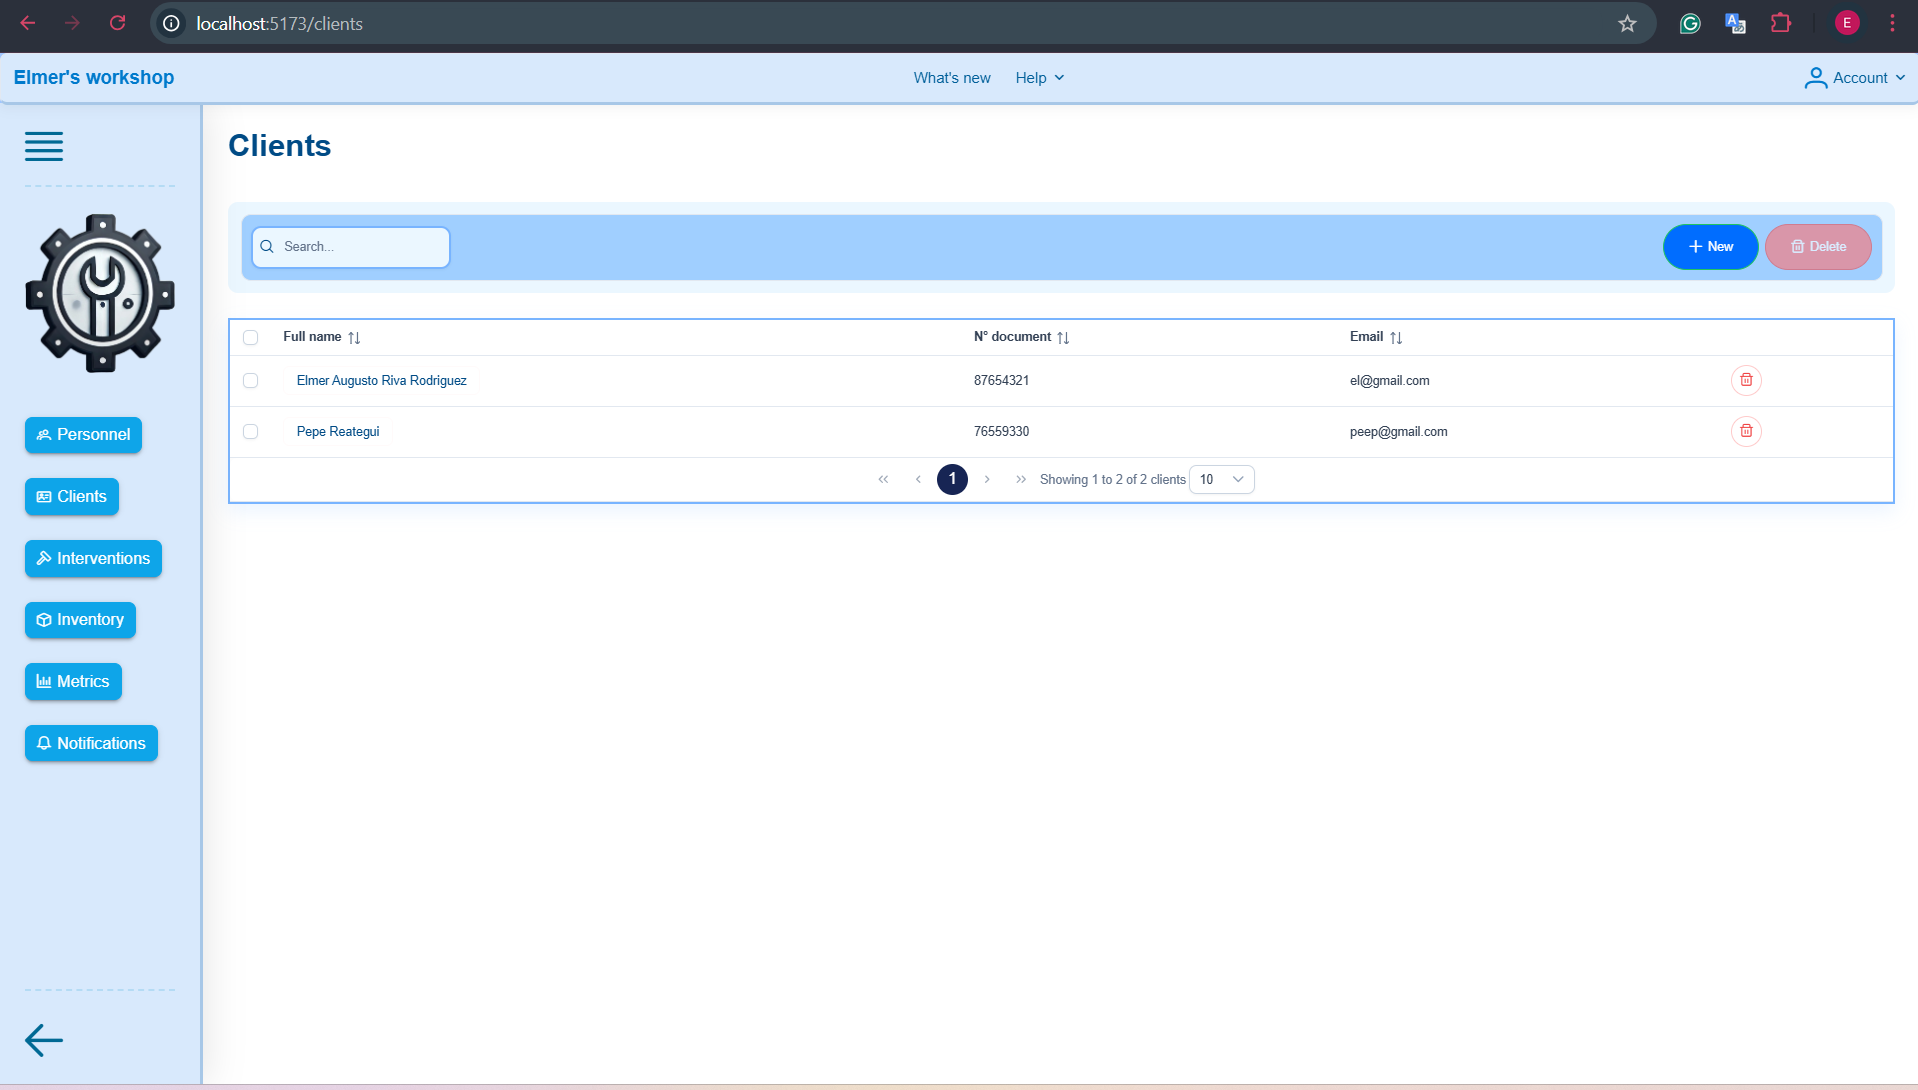 localhost:5173/clients
E
Elmer's workshop
What's new
Help
Account
Clients
Search...
New
Delete
Full name
N° document
Email
Elmer Augusto Riva Rodriguez
87654321
el@gmail.com
Pepe Reategui
76559330
peep@gmail.com
1
Showing 1 to 2 of 2 clients
10
Personnel
Clients
Interventions
Inventory
Metrics
Notifications